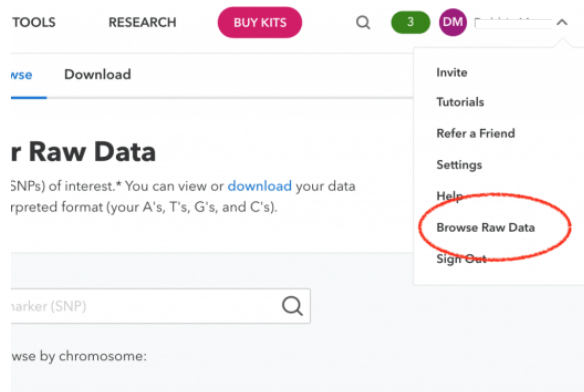 TOOLS RESEARCH BUY KITS 3 DM
wse Download
Invite
Tutorials
Refer a Friend
Settings
Help
Browse Raw Data
Sign Out
r Raw Data
SNPs) of interest.* You can view or download your data
rpreted format (your A's, T's, G's, and C's).
narker (SNP)
wse by chromosome: